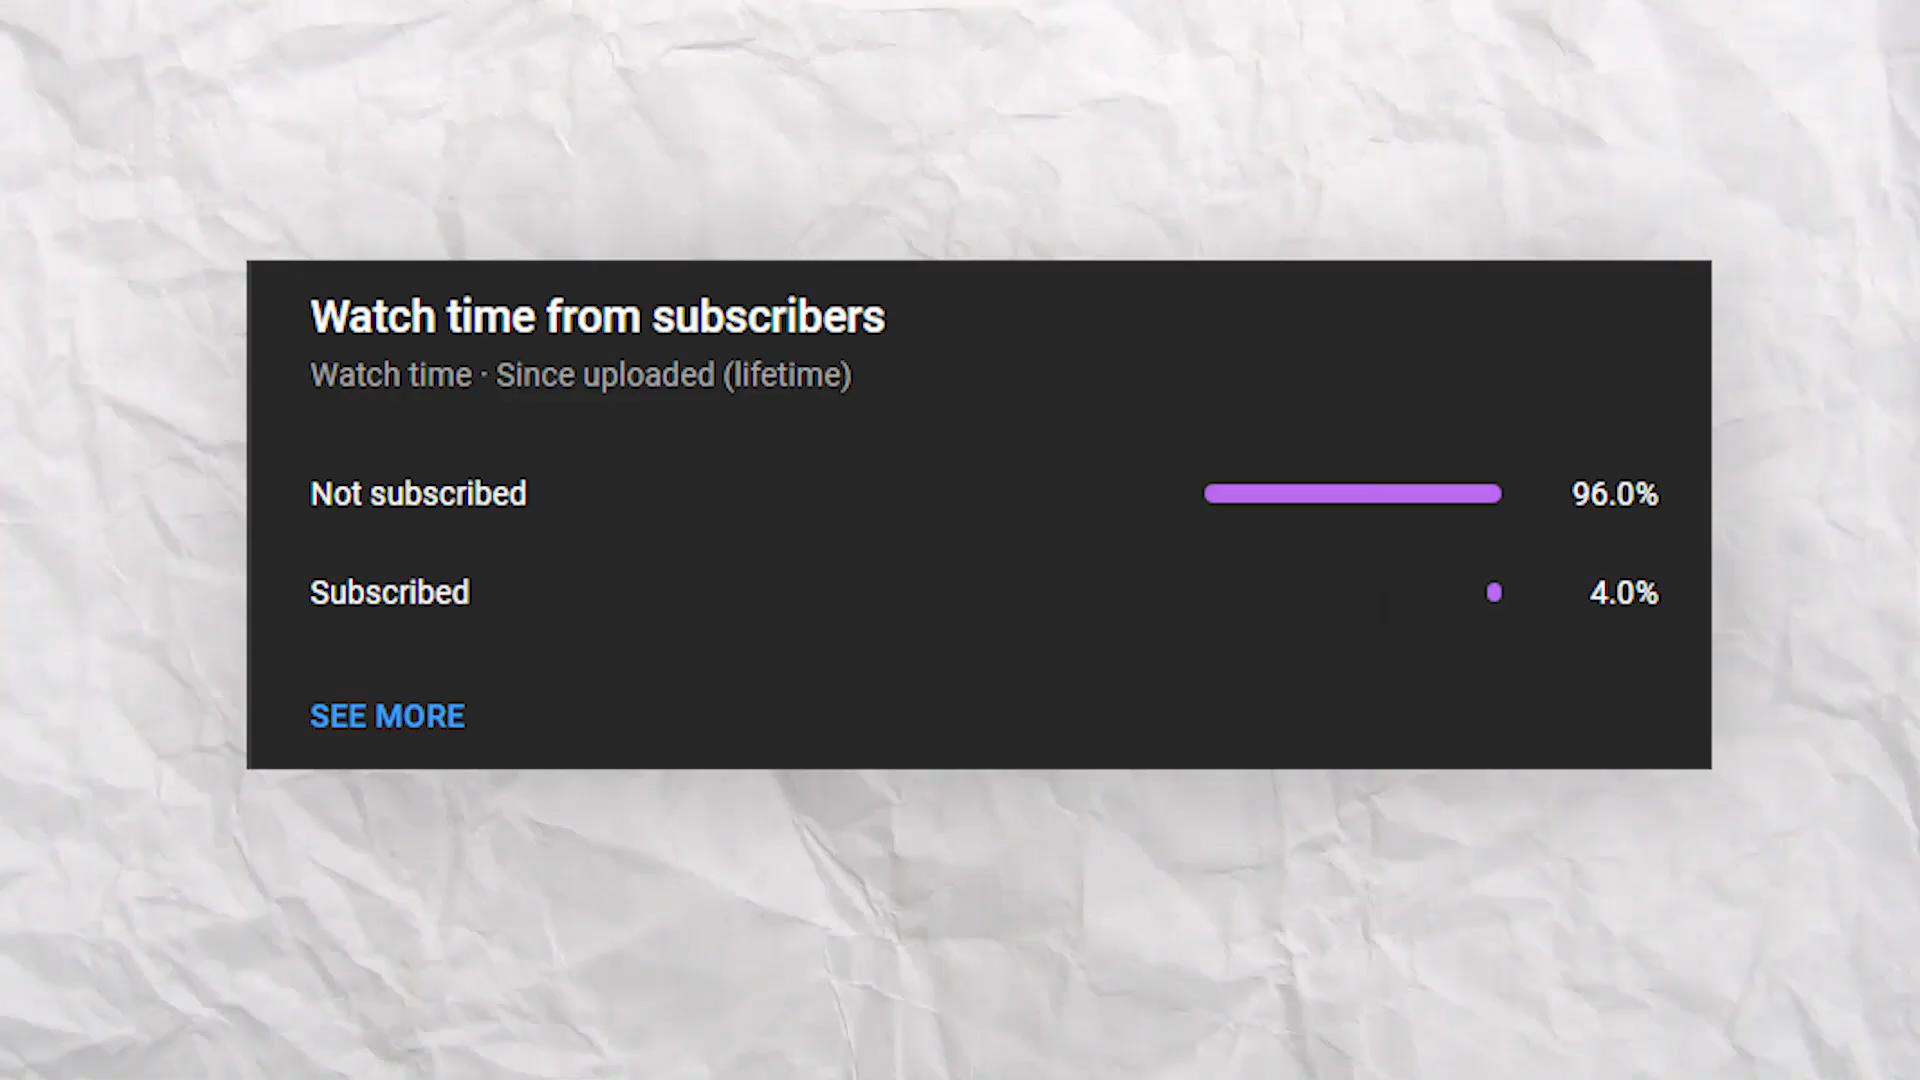 Watch time from subscribers
Watch time · Since uploaded (lifetime)
Not subscribed 96.0%
Subscribed 4.0%
SEE MORE